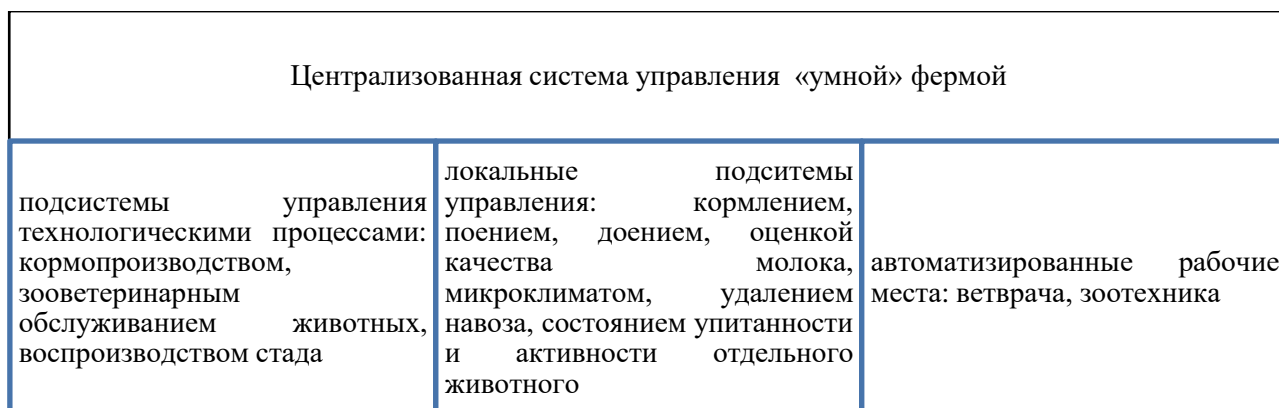 Централизованная система управления «умной» фермой
подсистемы управления
технологическими процессами:
кормопроизводством,
зооветеринарным
обслуживанием животных,
воспроизводством стада
локальные подситемы
управления: кормлением,
поением, доением, оценкой
качества молока,
микроклиматом, удалением
навоза, состоянием упитанности
и активности отдельного
животного
автоматизированные рабочие
места: ветврача, зоотехника